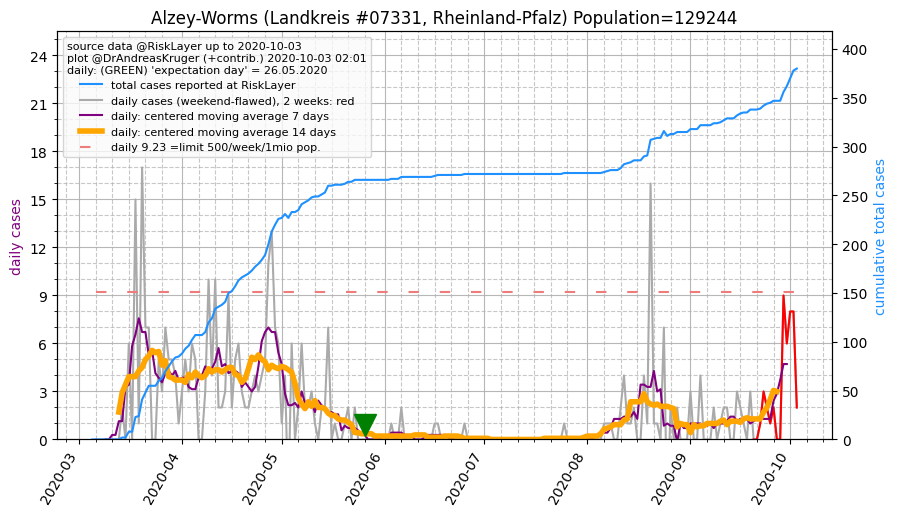 Alzey-Worms (Landkreis #07331, Rheinland-Pfalz) Population=129244
source data @RiskLayer up to 2020-10-03
plot @DrAndreasKruger (+contrib.) 2020-10-03 02:01
daily: (GREEN) 'expectation day' = 26.05.2020
total cases reported at RiskLayer
daily cases (weekend-flawed), 2 weeks: red
daily: centered moving average 7 days
daily: centered moving average 14 days
daily 9.23 =limit 500/week/1mio pop.
daily cases
24
21
18
15
12
9
6
3
0
cumulative total cases
400
350
300
250
200
150
100
50
0
2020-03
2020-04
2020-05
2020-06
2020-07
2020-08
2020-09
2020-10